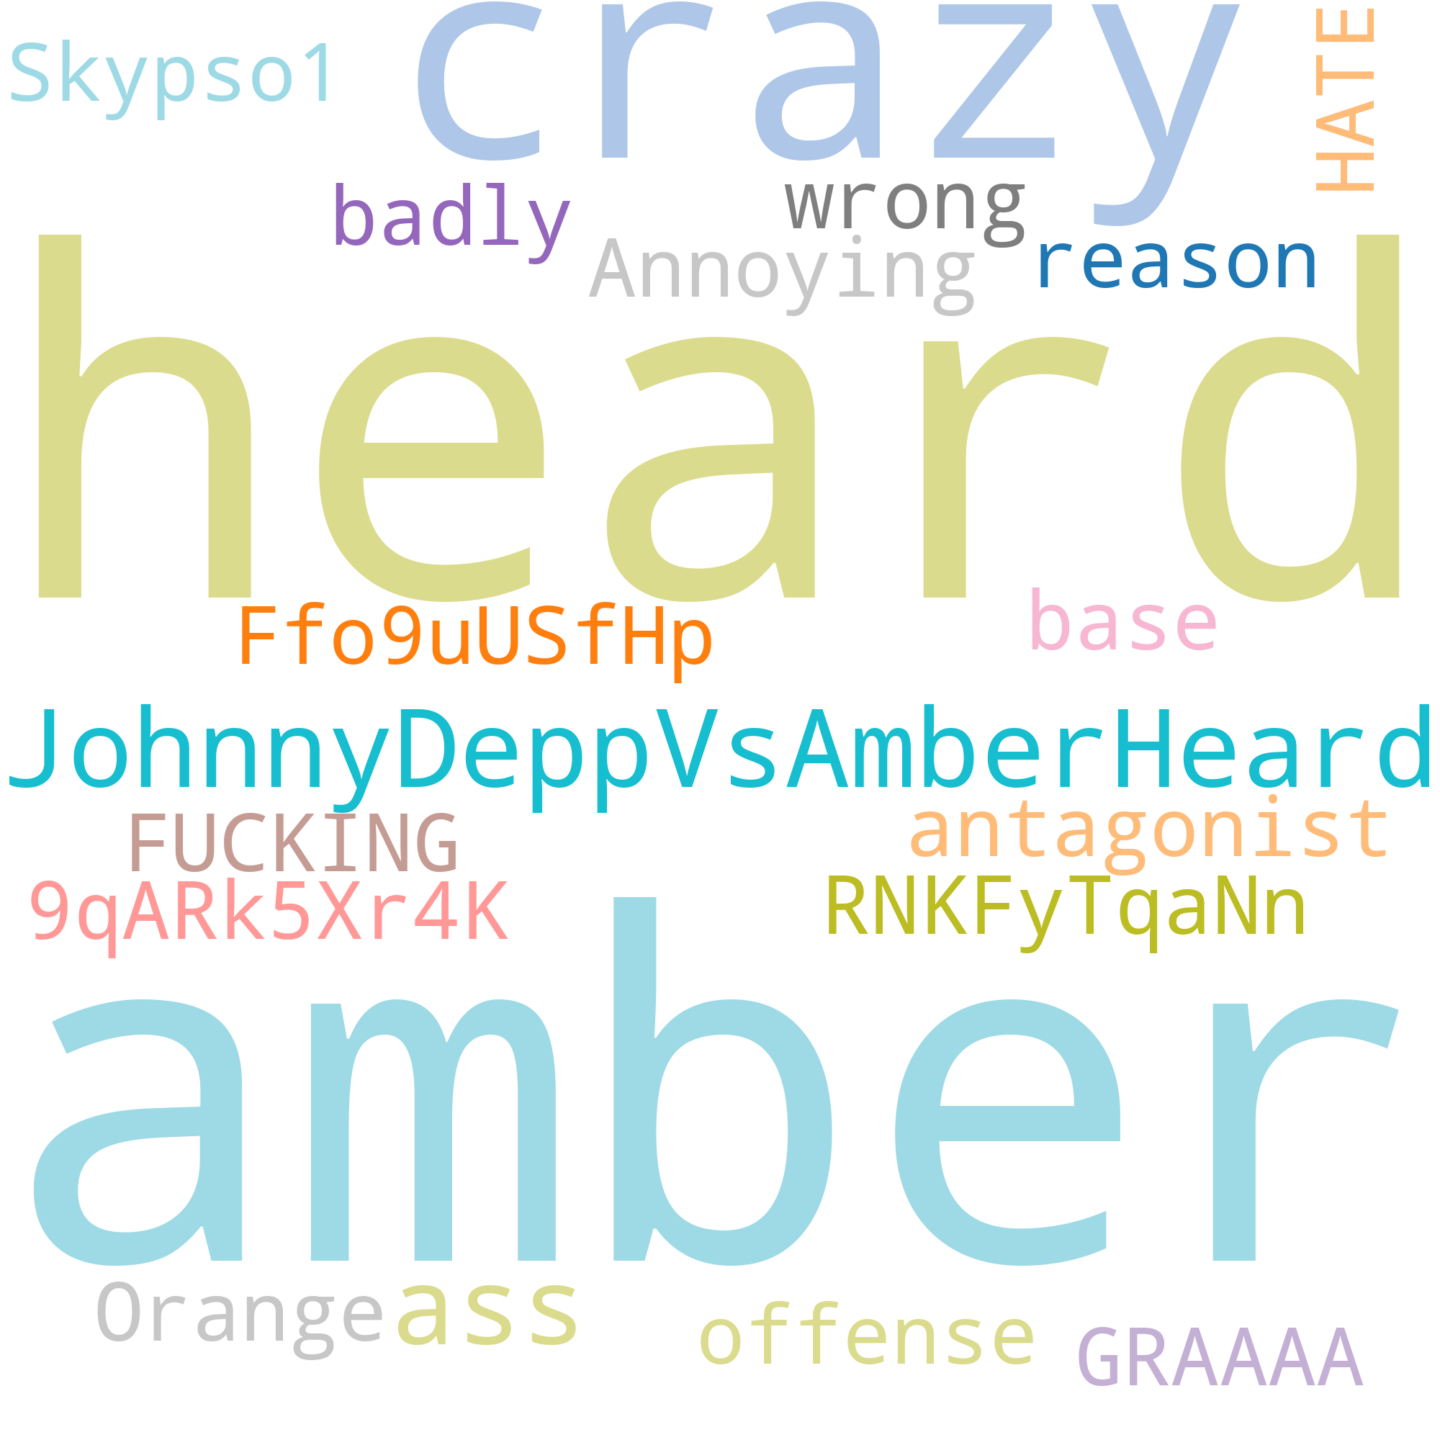 crazy
Skypso1
HATE
badly
wrong
Annoying
reason
heard
Ffo9uUSfHp
base
JohnnyDeppVsAmberHeard
FUCKING
antagonist
9qARk5Xr4K
RNKFyTqaNn
amber
Orange
ass
offense
GRAAAA